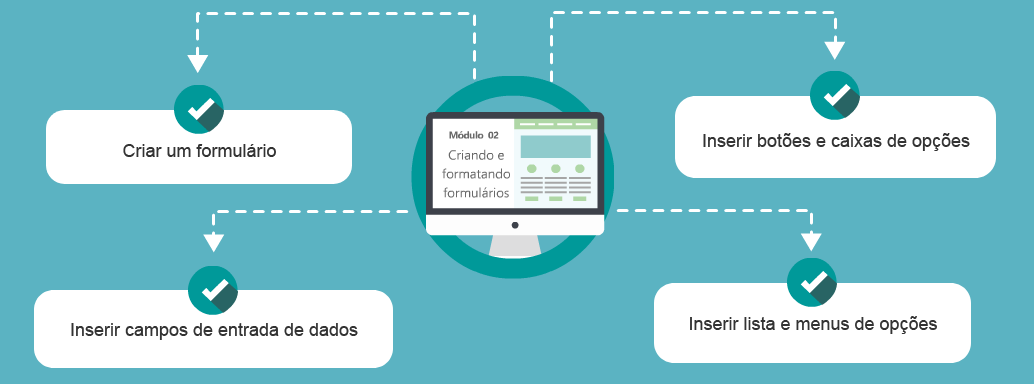 Módulo 02
Criando e
formatando
formulários
Criar um formulário
Inserir botões e caixas de opções
Inserir campos de entrada de dados
Inserir lista e menus de opções